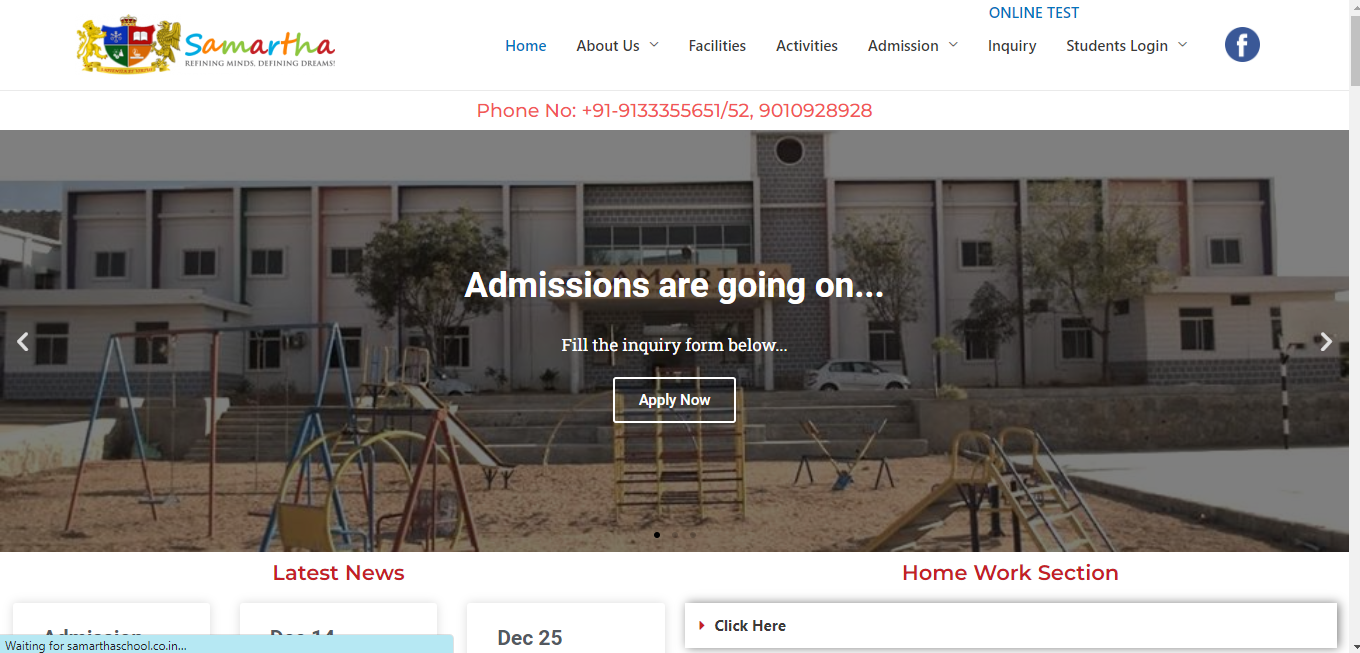 ONLINE TEST
Samartha
REFINING MINDS, DEFINING DREAMS!
Home About Us Facilities Activities Admission Inquiry Students Login
Phone No: +91-9133355651/52, 9010928928
SAMARTHA
Admissions are going on...
Fill the inquiry form below...
Apply Now
Latest News
Home Work Section
Admission
Dec 14
Dec 25
Click Here
Waiting for samarthaschool.co.in...